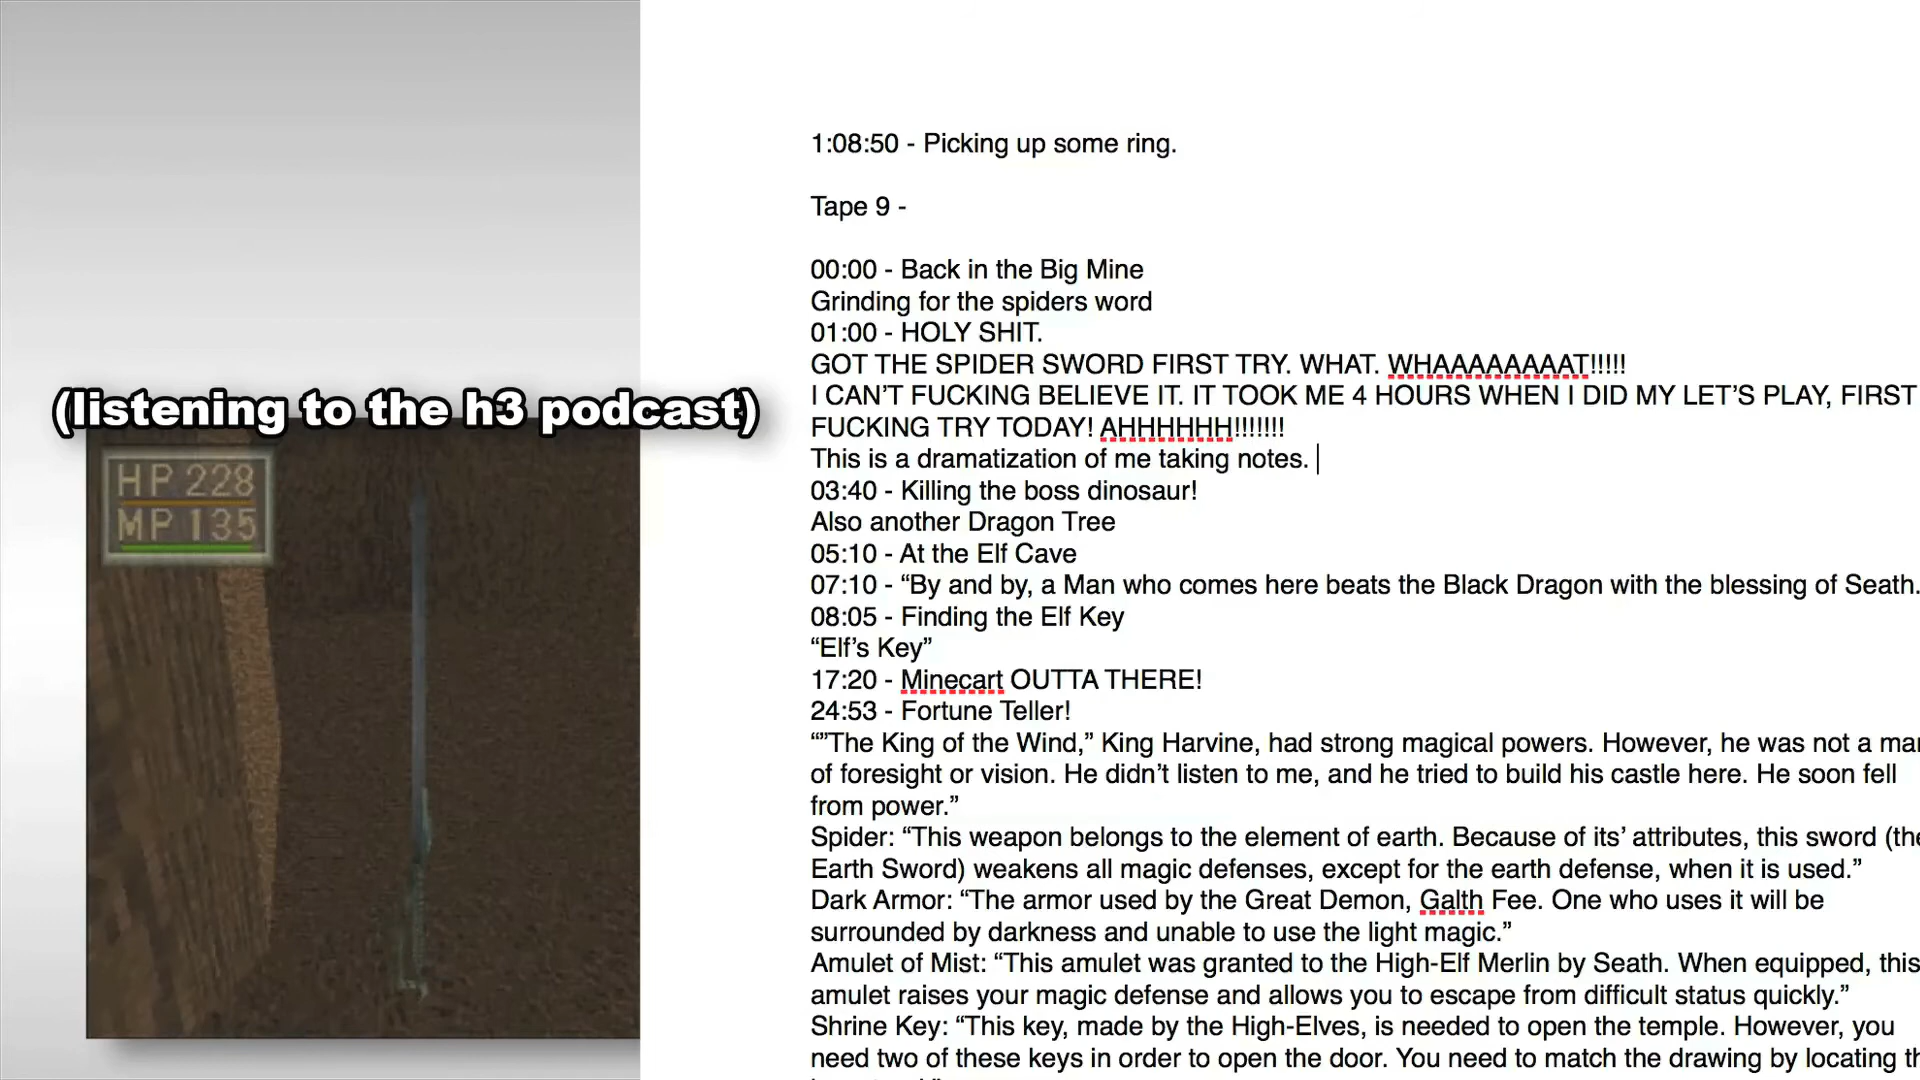 1:08:50 - Picking up some ring.
Tape 9 -
00:00 - Back in the Big Mine
Grinding for the spiders word
01:00 - HOLY SHIT.
GOT THE SPIDER SWORD FIRST TRY. WHAT. WHAAAAAAAAT!!!!!
I CAN’T FUCKING BELIEVE IT. IT TOOK ME 4 HOURS WHEN I DID MY LET’S PLAY, FIRST
FUCKING TRY TODAY! AHHHHHH!!!!!!!
This is a dramatization of me taking notes.
03:40 - Killing the boss dinosaur!
Also another Dragon Tree
05:10 - At the Elf Cave
07:10 - “By and by, a Man who comes here beats the Black Dragon with the blessing of Seath.
08:05 - Finding the Elf Key
“Elf’s Key”
17:20 - Minecart OUTTA THERE!
24:53 - Fortune Teller!
“”The King of the Wind,” King Harvine, had strong magical powers. However, he was not a man
of foresight or vision. He didn’t listen to me, and he tried to build his castle here. He soon fell
from power.”
Spider: “This weapon belongs to the element of earth. Because of its’ attributes, this sword (the
Earth Sword) weakens all magic defenses, except for the earth defense, when it is used.”
Dark Armor: “The armor used by the Great Demon, Galth Fee. One who uses it will be
surrounded by darkness and unable to use the light magic.”
Amulet of Mist: “This amulet was granted to the High-Elf Merlin by Seath. When equipped, this
amulet raises your magic defense and allows you to escape from difficult status quickly.”
Shrine Key: “This key, made by the High-Elves, is needed to open the temple. However, you
need two of these keys in order to open the door. You need to match the drawing by locating th
(listening to the h3 podcast)
HP 228
MP 135